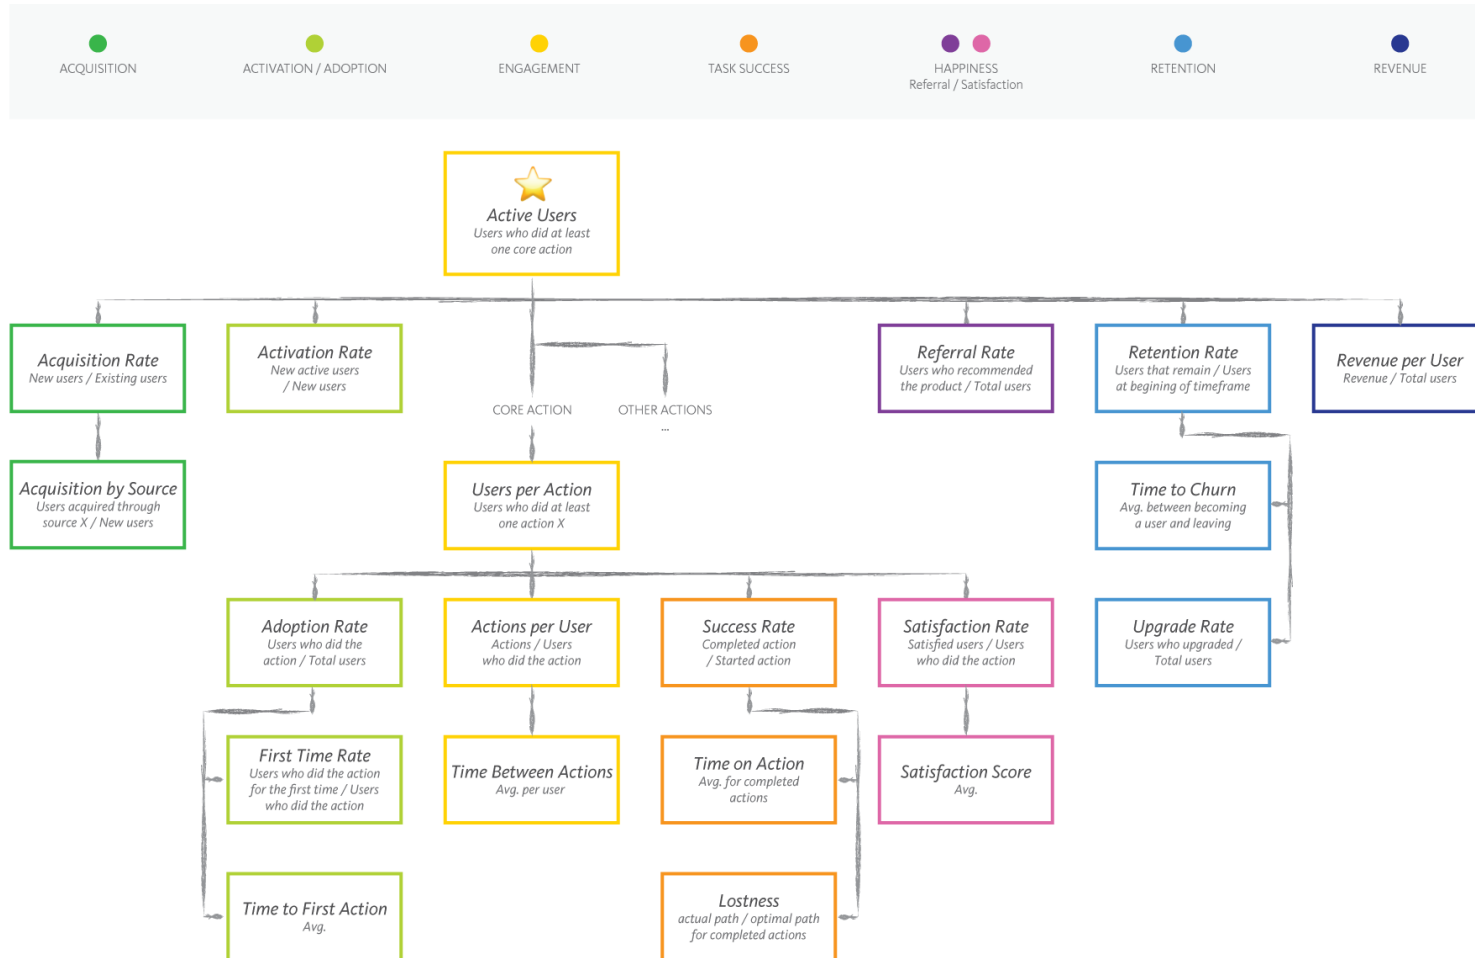 ACQUISITION
ACTIVATION / ADOPTION
ENGAGEMENT
TASK SUCCESS
HAPPINESS
Referral / Satisfaction
RETENTION
REVENUE
Active Users
Users who did at least
one core action
Acquisition Rate
New users / Existing users
Activation Rate
New active users
/ New users
Referral Rate
Users who recommended
the product / Total users
Retention Rate
Users that remain / Users
at begining of timeframe
Revenue per User
Revenue / Total users
CORE ACTION
OTHER ACTIONS
...
Acquisition by Source
Users acquired through
source X / New users
Users per Action
Users who did at least
one action X
Time to Churn
Avg. between becoming
a user and leaving
Adoption Rate
Users who did the
action / Total users
Actions per User
Actions / Users
who did the action
Success Rate
Completed action
/ Started action
Satisfaction Rate
Satisfied users / Users
who did the action
Upgrade Rate
Users who upgraded /
Total users
First Time Rate
Users who did the action
for the first time / Users
who did the action
Time Between Actions
Avg. per user
Time on Action
Avg. for completed
actions
Satisfaction Score
Avg.
Time to First Action
Avg.
Lostness
actual path / optimal path
for completed actions